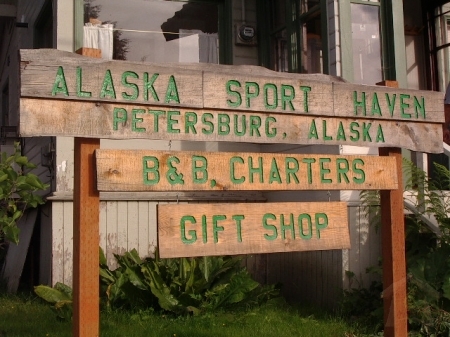 ALASKA SPORT HAVEN
PETERSBURG, ALASKA
B&B, CHARTERS
GIFT SHOP